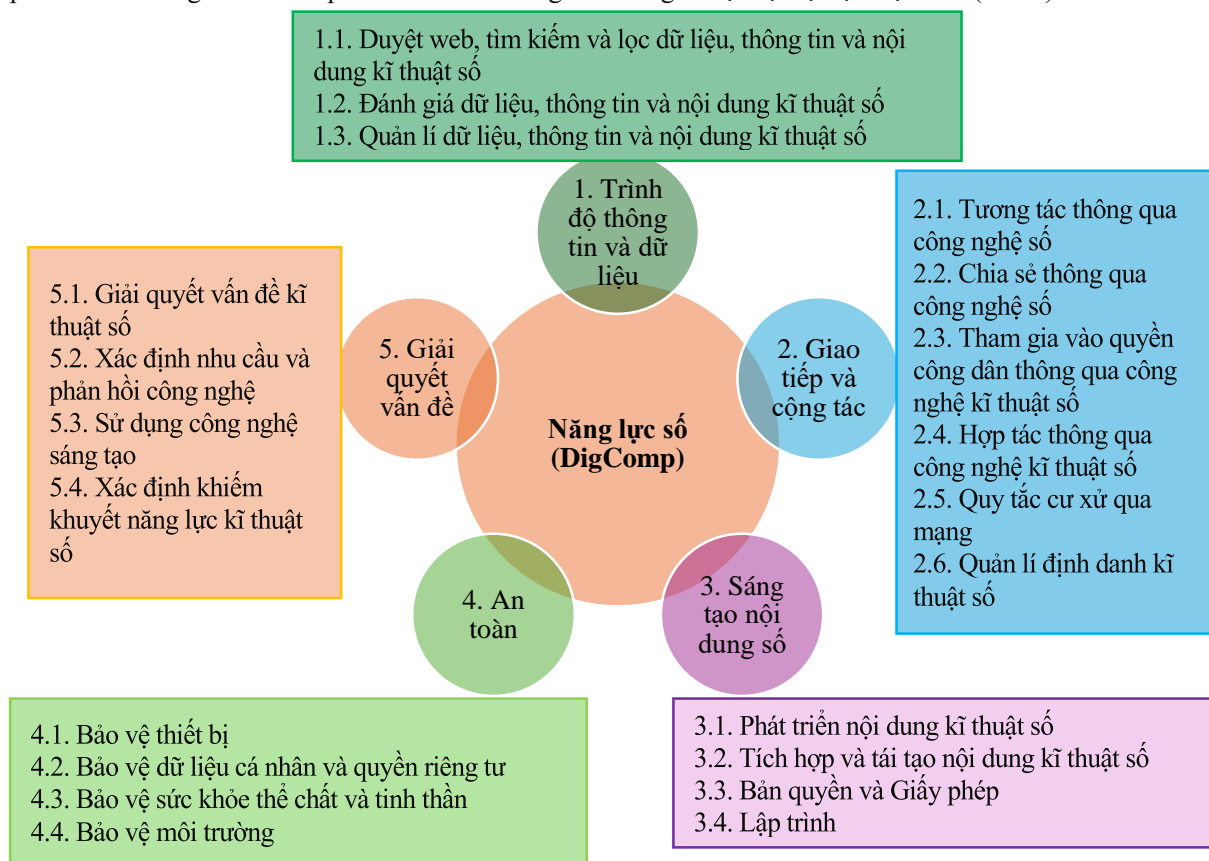 1.1. Duyệt web, tìm kiếm và lọc dữ liệu, thông tin và nội
dung kĩ thuật số
1.2. Đánh giá dữ liệu, thông tin và nội dung kĩ thuật số
1.3. Quản lí dữ liệu, thông tin và nội dung kĩ thuật số
1. Trình
độ thông
tin và dữ
liệu
2.1. Tương tác thông qua
công nghệ số
2.2. Chia sẻ thông qua
công nghệ số
2.3. Tham gia vào quyền
công dân thông qua công
nghệ kĩ thuật số
2.4. Hợp tác thông qua
công nghệ kĩ thuật số
2.5. Quy tắc cư xử qua
mạng
2.6. Quản lí định danh kĩ
thuật số
2. Giao
tiếp và
cộng tác
5.1. Giải quyết vấn đề kĩ
thuật số
5.2. Xác định nhu cầu và
phản hồi công nghệ
5.3. Sử dụng công nghệ
sáng tạo
5.4. Xác định khiếm
khuyết năng lực kĩ thuật
số
5. Giải
quyết
vấn đề
Năng lực số
(DigComp)
4. An
toàn
3. Sáng
tạo nội
dung số
4.1. Bảo vệ thiết bị
4.2. Bảo vệ dữ liệu cá nhân và quyền riêng tư
4.3. Bảo vệ sức khỏe thể chất và tinh thần
4.4. Bảo vệ môi trường
3.1. Phát triển nội dung kĩ thuật số
3.2. Tích hợp và tái tạo nội dung kĩ thuật số
3.3. Bản quyền và Giấy phép
3.4. Lập trình